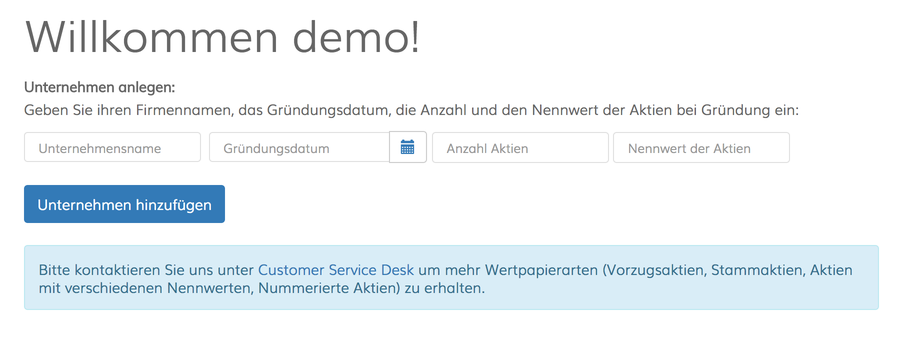 Willkommen demo!
Unternehmen anlegen:
Geben Sie ihren Firmennamen, das Gründungsdatum, die Anzahl und den Nennwert der Aktien bei Gründung ein:
Unternehmensname Gründungsdatum Anzahl Aktien Nennwert der Aktien
Unternehmen hinzufügen
Bitte kontaktieren Sie uns unter Customer Service Desk um mehr Wertpapierarten (Vorzugsaktien, Stammaktien, Aktien
mit verschiedenen Nennwerten, Nummerierte Aktien) zu erhalten.